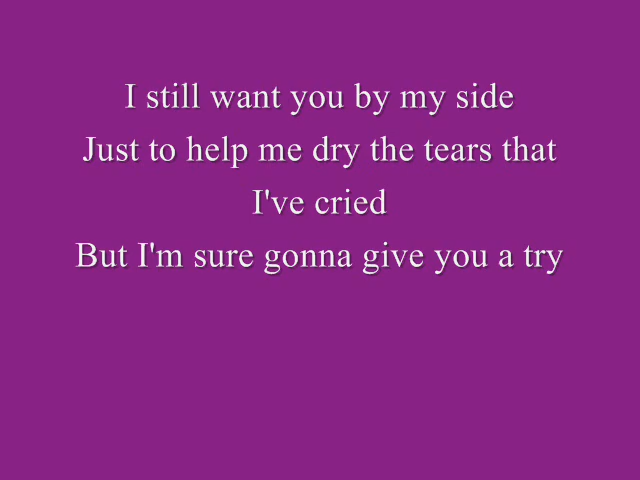 I still want you by my side
Just to help me dry the tears that
I've cried
But I'm sure gonna give you a try